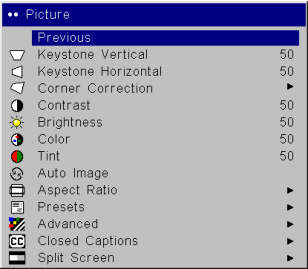 Picture
Previous
Keystone Vertical 50
Keystone Horizontal 50
Corner Correction
Contrast 50
Brightness 50
Color 50
Tint 50
Auto Image
Aspect Ratio
Presets
Advanced
CC Closed Captions
Split Screen